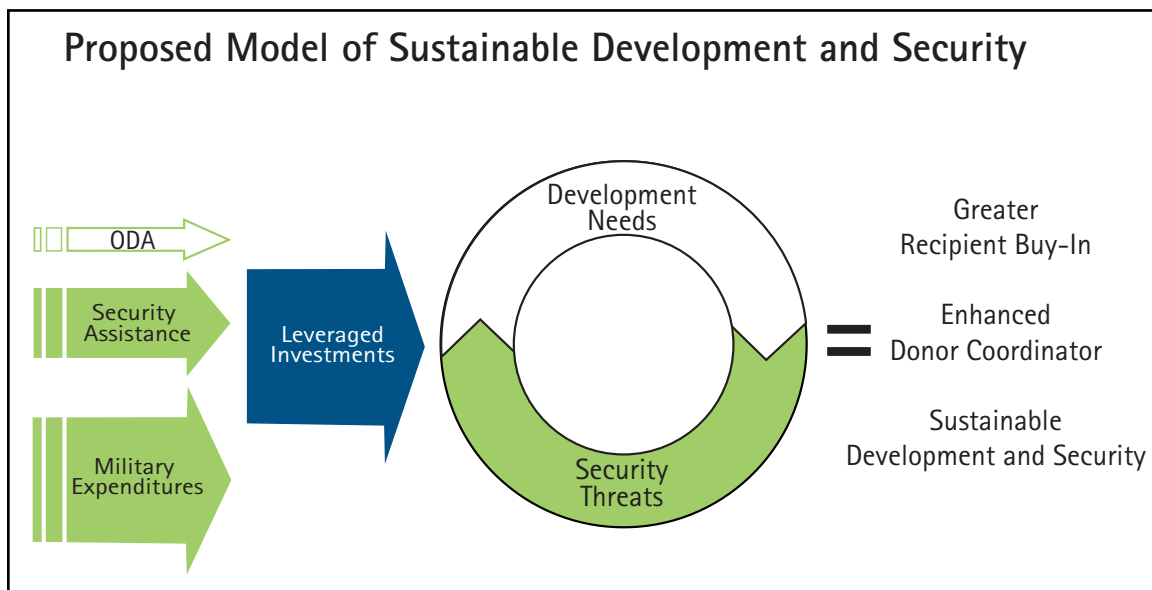 Proposed Model of Sustainable Development and Security
ODA
Security
Assistance
Military
Expenditures
Leveraged
Investments
Development
Needs
Security
Threats
Greater
Recipient Buy-In
Enhanced
Donor Coordinator
Sustainable
Development and Security